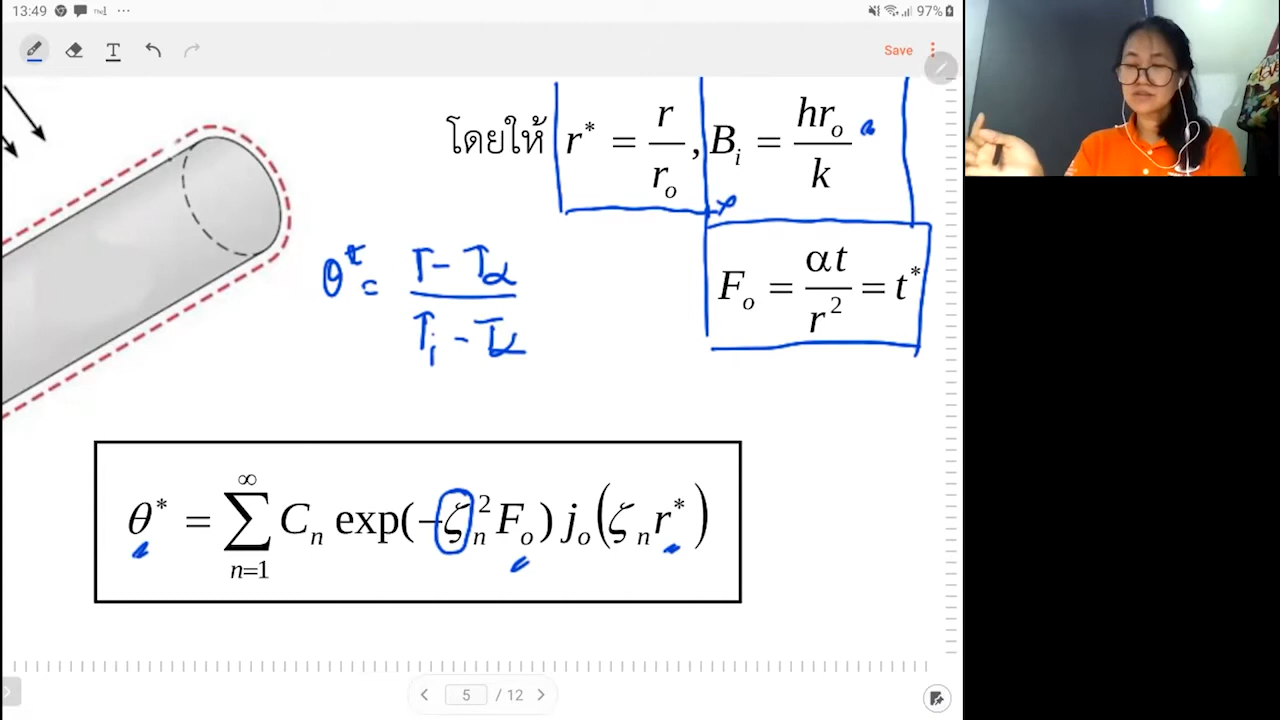 13:49 ... 97%
T Save
โดยให้ r* = r / r_o , B_i = hr_o / k
F_o = αt / r² = t*
θ* = T - T∝ / T_i - T∝
θ* = ∑_{n=1}^{∞} C_n exp(-ζ_n² F_o) j_o(ζ_n r*)
5 / 12